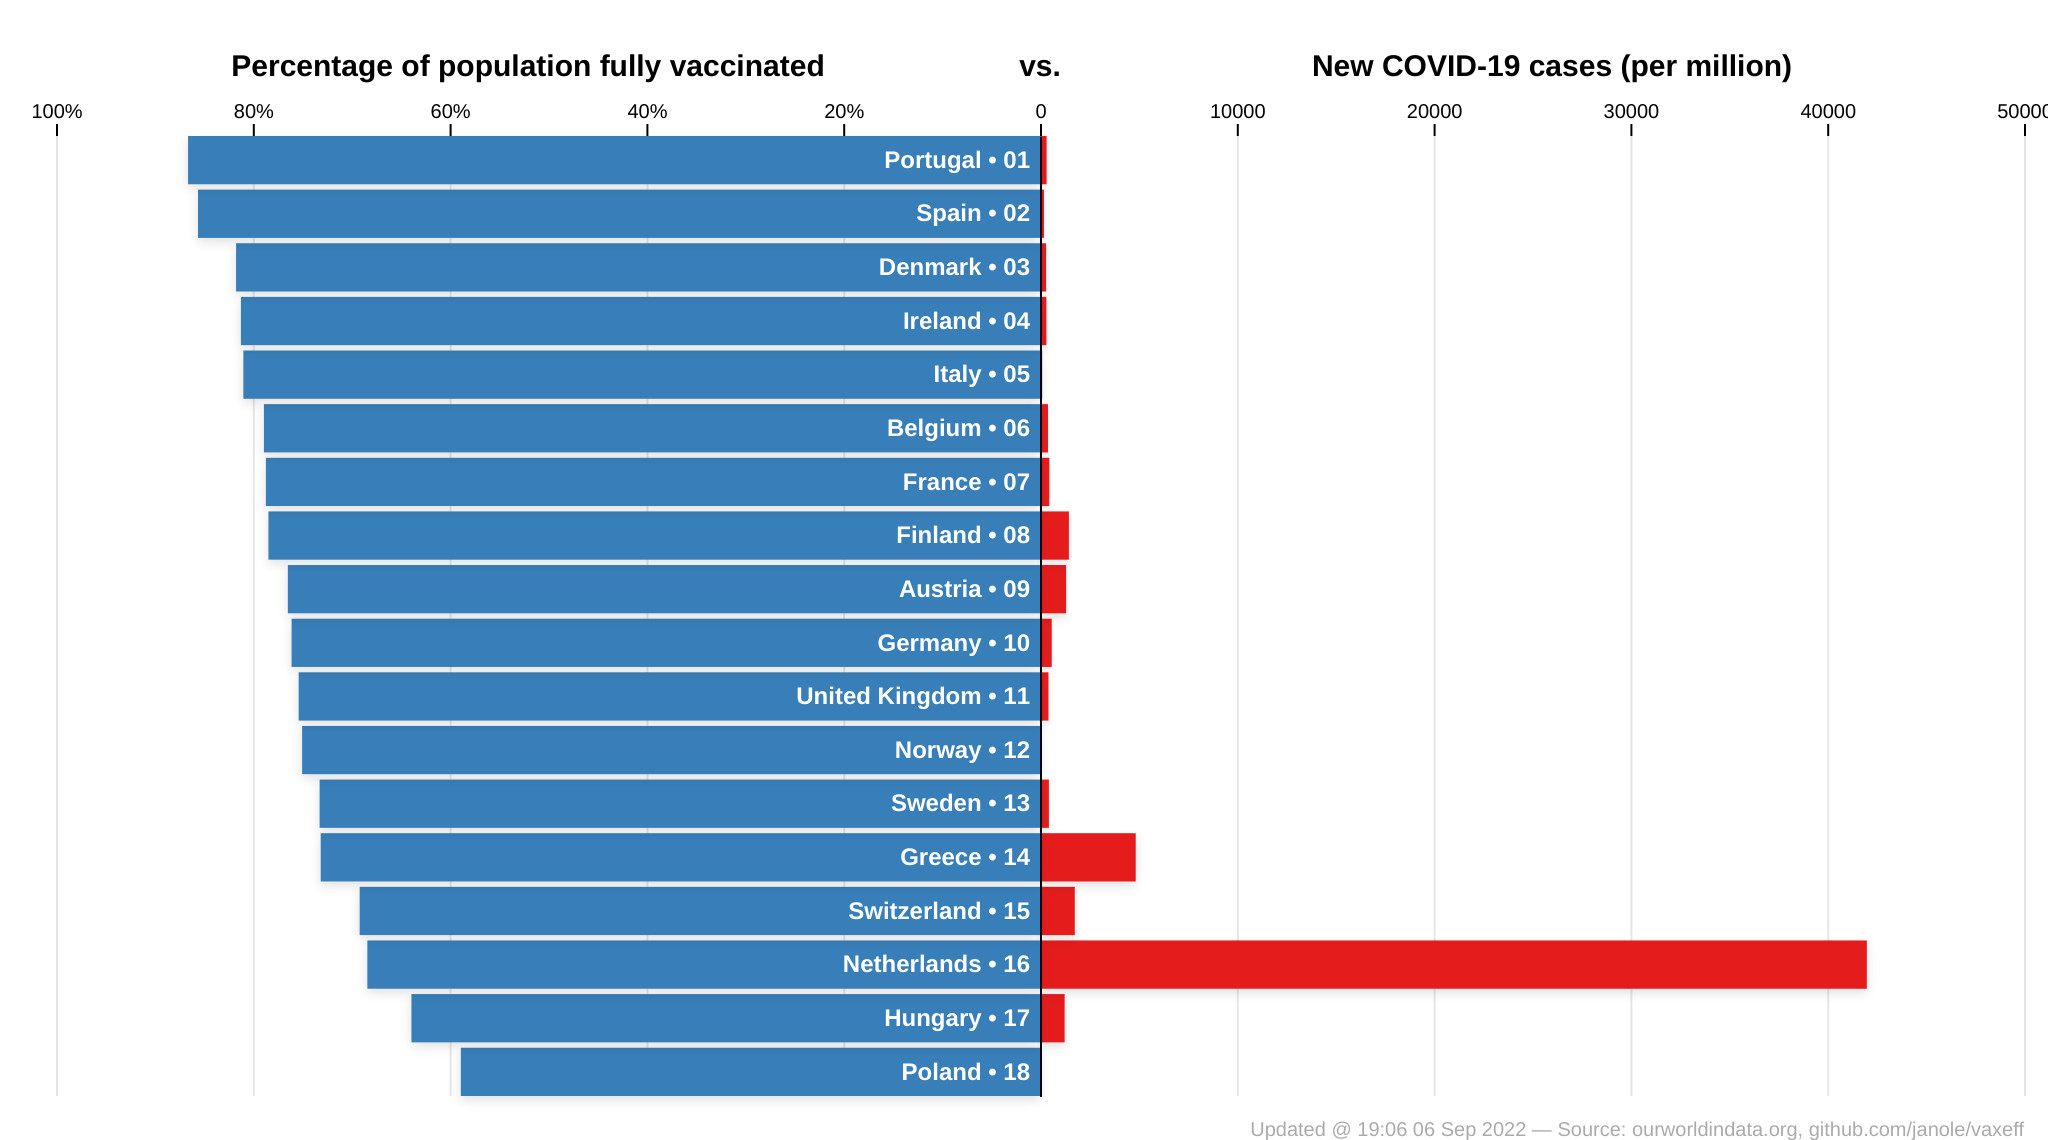 Percentage of population fully vaccinated vs. New COVID-19 cases (per million)
100% 80% 60% 40% 20% 0 10000 20000 30000 40000 50000
Portugal • 01
Spain • 02
Denmark • 03
Ireland • 04
Italy • 05
Belgium • 06
France • 07
Finland • 08
Austria • 09
Germany • 10
United Kingdom • 11
Norway • 12
Sweden • 13
Greece • 14
Switzerland • 15
Netherlands • 16
Hungary • 17
Poland • 18
Updated @ 19:06 06 Sep 2022 — Source: ourworldindata.org, github.com/janole/vaxeff